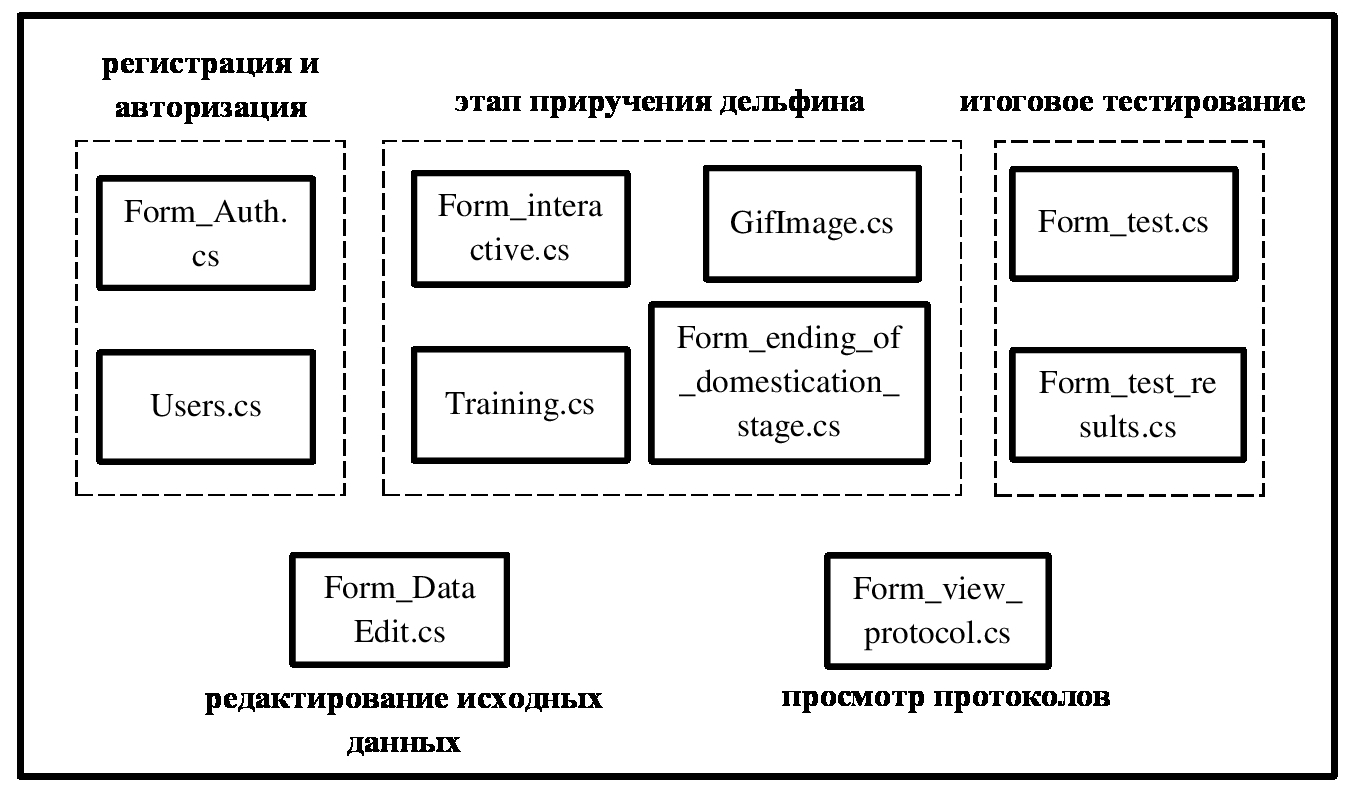 регистрация и
авторизация
этап приручения дельфина
итоговое тестирование
Form_Auth.
cs
Users.cs
Form_intera
ctive.cs
GifImage.cs
Training.cs
Form_ending_of
_domestication_
stage.cs
Form_test.cs
Form_test_re
sults.cs
Form_Data
Edit.cs
редактирование исходных
данных
Form_view_
protocol.cs
просмотр протоколов